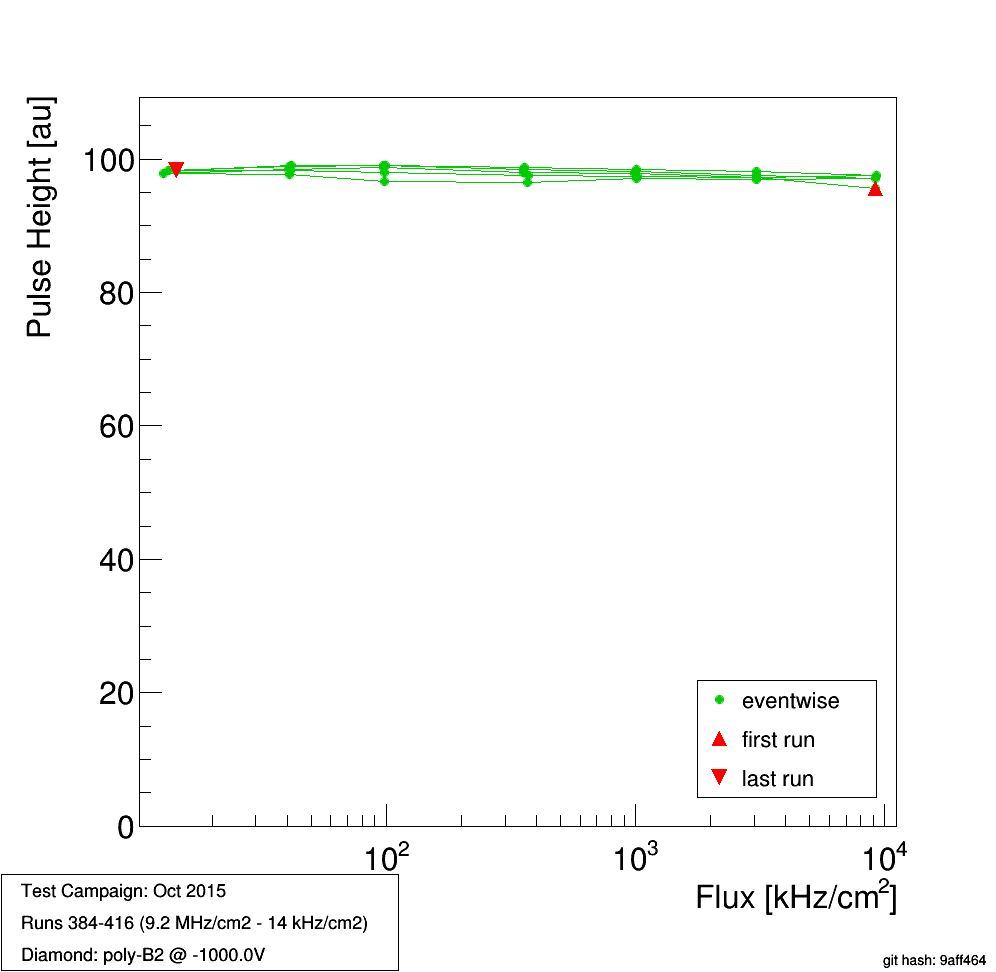 Pulse Height [au]
100
80
60
40
20
0
10² 10³ 10⁴
Flux [kHz/cm²]
eventwise
first run
last run
Test Campaign: Oct 2015
Runs 384-416 (9.2 MHz/cm2 - 14 kHz/cm2)
Diamond: poly-B2 @ -1000.0V
git hash: 9aff464